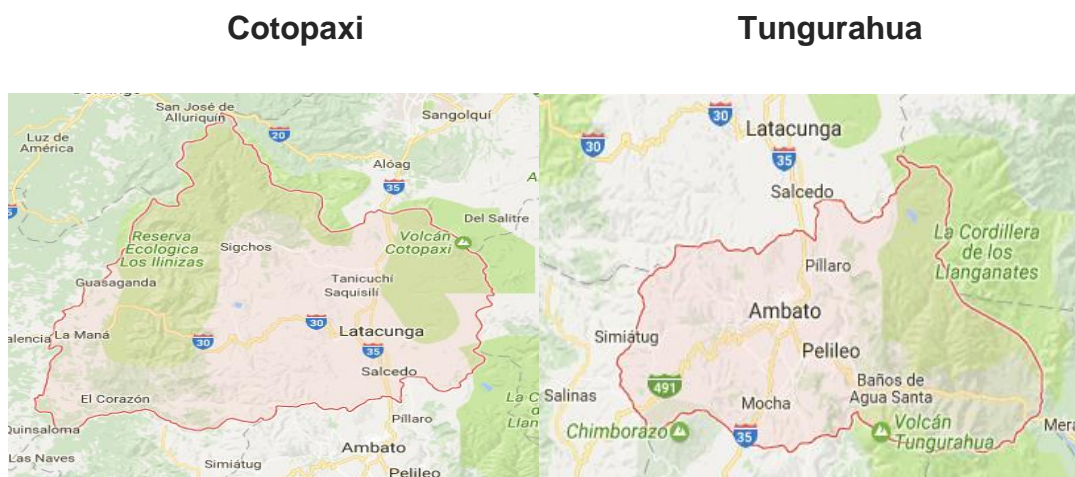 Cotopaxi
Tungurahua
San José de
Alluriquín
Sangolquí
Luz de
América
20
Alóag
35
Del Salitre
Reserva
Ecologica
Los Ilinizas
Sigchos
Volcán
Cotopaxi
Guasaganda
Tanicuchí
Saquisilí
La Maná
30
30
Latacunga
35
Salcedo
El Corazón
Quinsaloma
Píllaro
Ambato
Las Naves
Simiátug
Pelileo
30
30
Latacunga
35
Salcedo
La Cordillera
de los
Llanganates
Píllaro
Ambato
Simiátug
Pelileo
491
Baños de
Agua Santa
Salinas
Mocha
Chimborazo
35
Volcán
Tungurahua